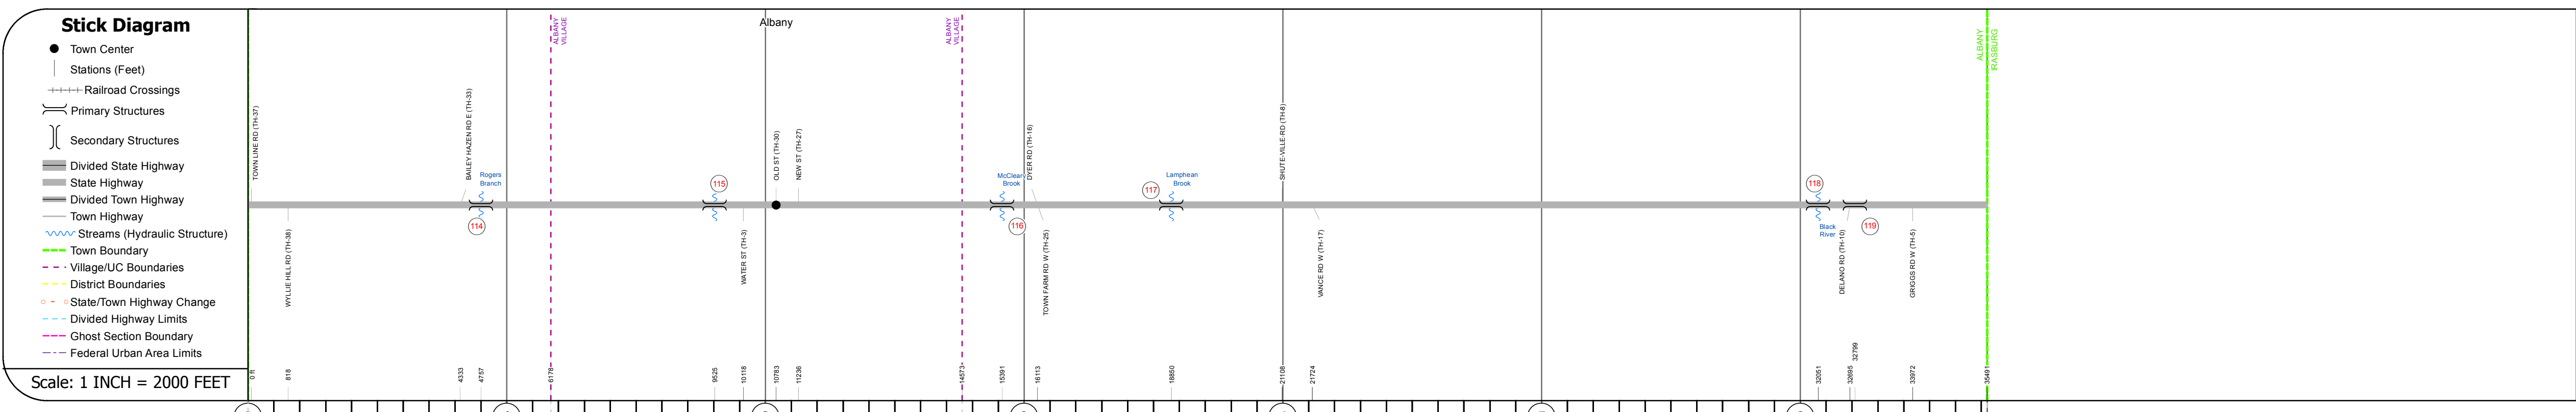 Stick Diagram
Town Center
Stations (Feet)
Railroad Crossings
Primary Structures
Secondary Structures
Divided State Highway
State Highway
Divided Town Highway
Town Highway
Streams (Hydraulic Structure)
Town Boundary
Village/UC Boundaries
District Boundaries
State/Town Highway Change
Divided Highway Limits
Ghost Section Boundary
Federal Urban Area Limits
Scale: 1 INCH = 2000 FEET
Albany
ALBANY
VILLAGE
ALBANY
VILLAGE
ALBANY
IRASBURG
TOWN LINE RD (TH-37)
WYLLIE HILL RD (TH-38)
BAILEY HAZEN RD E (TH-33)
Rogers
Branch
114
115
WATER ST (TH-3)
OLD ST (TH-30)
NEW ST (TH-27)
McCleary
Brook
116
DYER RD (TH-16)
TOWN FARM RD W (TH-25)
117
Lamphean
Brook
SHUTE-VILLE-RD (TH-8)
VANCE RD W (TH-17)
118
Black
River
DELANO RD (TH-10)
119
GRIGGS RD W (TH-5)
0 ft
818
4333
4757
6178
9525
10118
10783
11236
14573
15391
16113
18850
21108
21724
32051
32695
32799
33972
35491